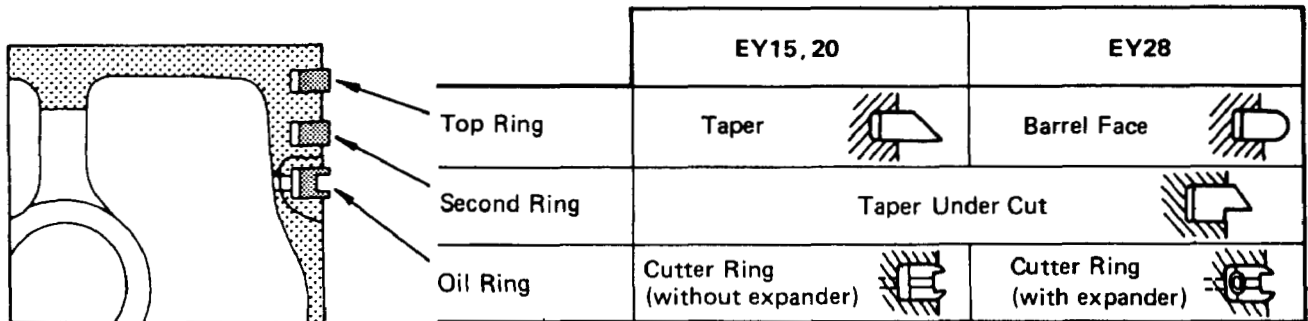 EY15, 20
EY28
Top Ring
Taper
Barrel Face
Second Ring
Taper Under Cut
Oil Ring
Cutter Ring
(without expander)
Cutter Ring
(with expander)